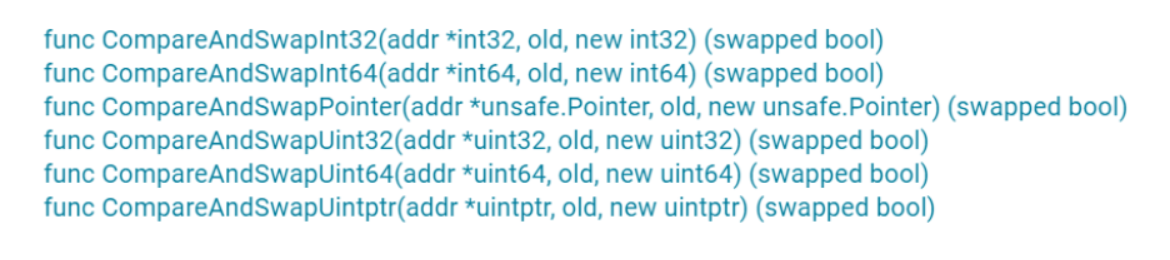 func CompareAndSwapInt32(addr *int32, old, new int32) (swapped bool)
func CompareAndSwapInt64(addr *int64, old, new int64) (swapped bool)
func CompareAndSwapPointer(addr *unsafe.Pointer, old, new unsafe.Pointer) (swapped bool)
func CompareAndSwapUint32(addr *uint32, old, new uint32) (swapped bool)
func CompareAndSwapUint64(addr *uint64, old, new uint64) (swapped bool)
func CompareAndSwapUintptr(addr *uintptr, old, new uintptr) (swapped bool)